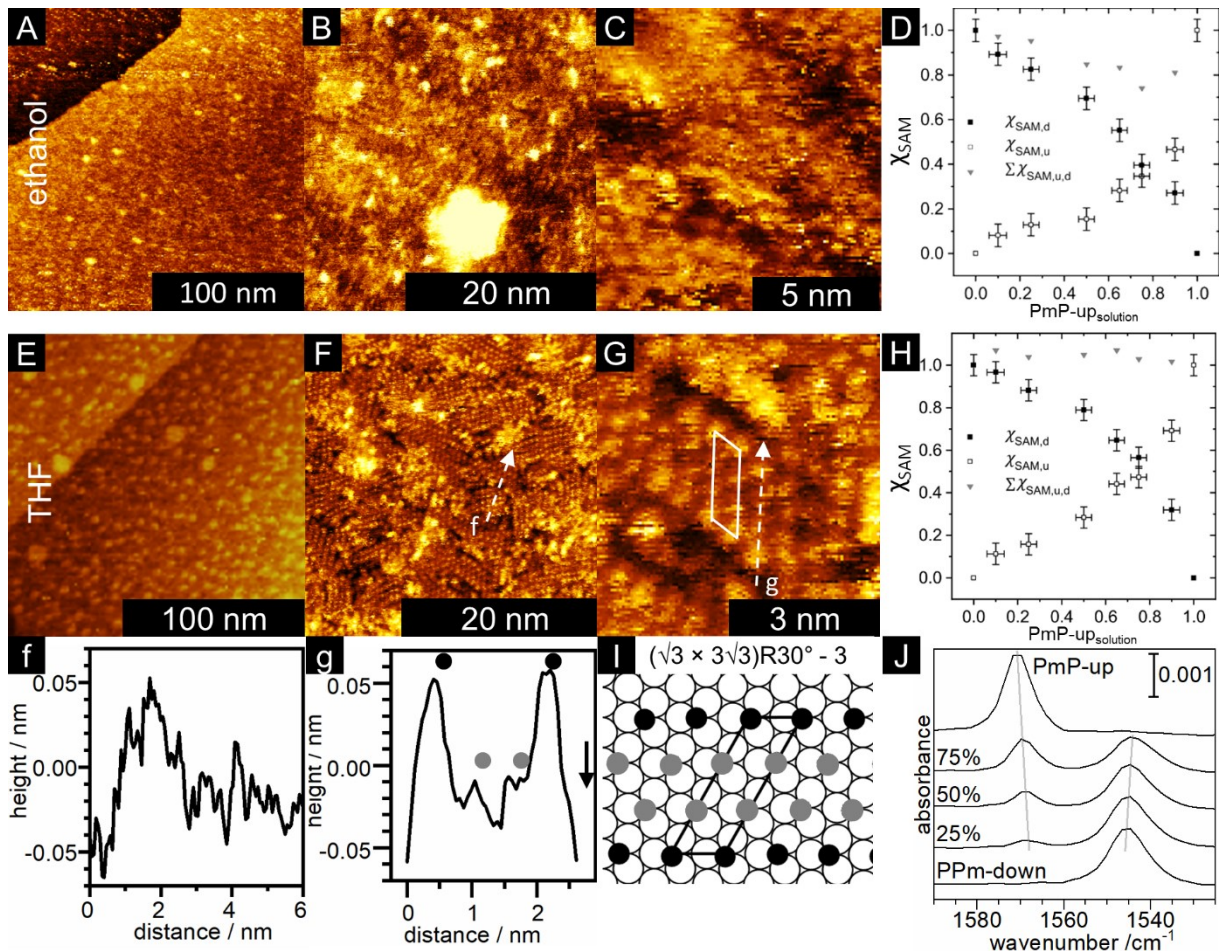 A
B
C
D
ethanol
100 nm
20 nm
5 nm
1.0
0.8
0.6
0.4
0.2
0.0
χSAM
χSAM,d
χSAM,u
ΣχSAM,u,d
0.0 0.2 0.4 0.6 0.8 1.0
PmP-upsolution
E
F
G
H
THF
f
g
100 nm
20 nm
3 nm
1.0
0.8
0.6
0.4
0.2
0.0
χSAM
χSAM,d
χSAM,u
ΣχSAM,u,d
0.0 0.2 0.4 0.6 0.8 1.0
PmP-upsolution
f
0.05
0.00
-0.05
height / nm
0 2 4 6
distance / nm
g
0.05
0.00
-0.05
height / nm
0 1 2
distance / nm
I
(√3 × 3√3)R30° - 3
J
PmP-up
0.001
75%
50%
25%
PPm-down
absorbance
1580 1560 1540
wavenumber /cm-1